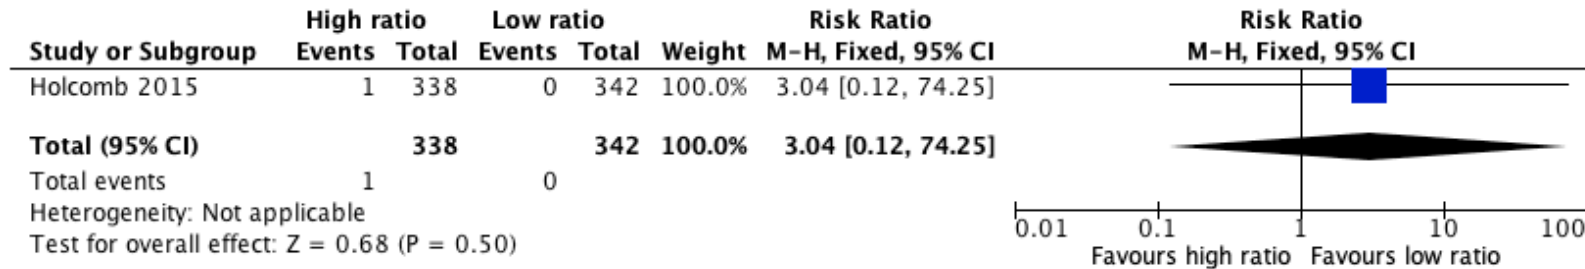 High ratio Low ratio Risk Ratio Risk Ratio
Study or Subgroup Events Total Events Total Weight M-H, Fixed, 95% CI M-H, Fixed, 95% CI
Holcomb 2015 1 338 0 342 100.0% 3.04 [0.12, 74.25]
Total (95% CI) 338 342 100.0% 3.04 [0.12, 74.25]
Total events 1 0
Heterogeneity: Not applicable
Test for overall effect: Z = 0.68 (P = 0.50)
0.01 0.1 1 10 100
Favours high ratio Favours low ratio